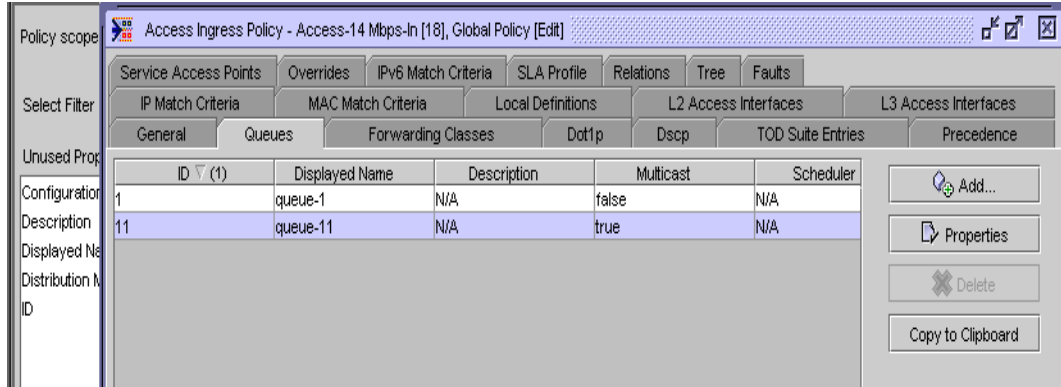 Policy scope
Access Ingress Policy - Access-14 Mbps-In [18], Global Policy [Edit]
Service Access Points Overrides IPv6 Match Criteria SLA Profile Relations Tree Faults
Select Filter
IP Match Criteria MAC Match Criteria Local Definitions L2 Access Interfaces L3 Access Interfaces
General Queues Forwarding Classes Dot1p Dscp TOD Suite Entries Precedence
Unused Prop
ID (1) Displayed Name Description Multicast Scheduler
Configuration
1 queue-1 N/A false N/A
Add...
Description
11 queue-11 N/A true N/A
Properties
Displayed Na
Distribution M
Delete
ID
Copy to Clipboard